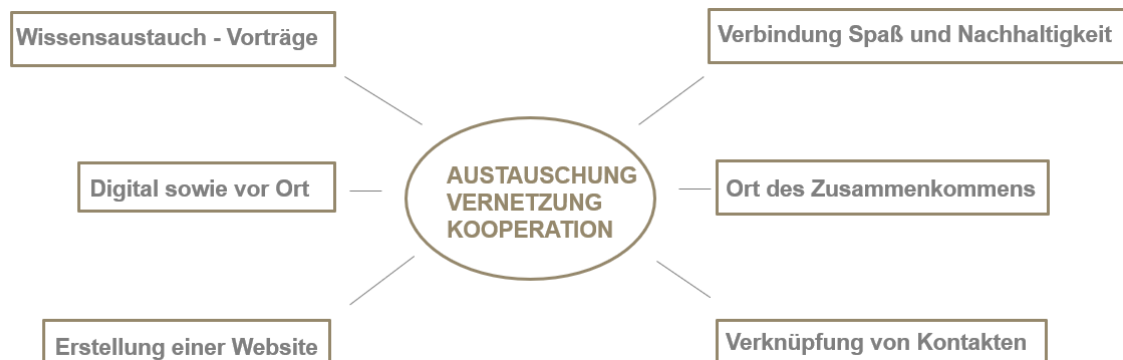 Wissensaustauch - Vorträge
Verbindung Spaß und Nachhaltigkeit
Digital sowie vor Ort
AUSTAUSCHUNG
VERNETZUNG
KOOPERATION
Ort des Zusammenkommens
Erstellung einer Website
Verknüpfung von Kontakten